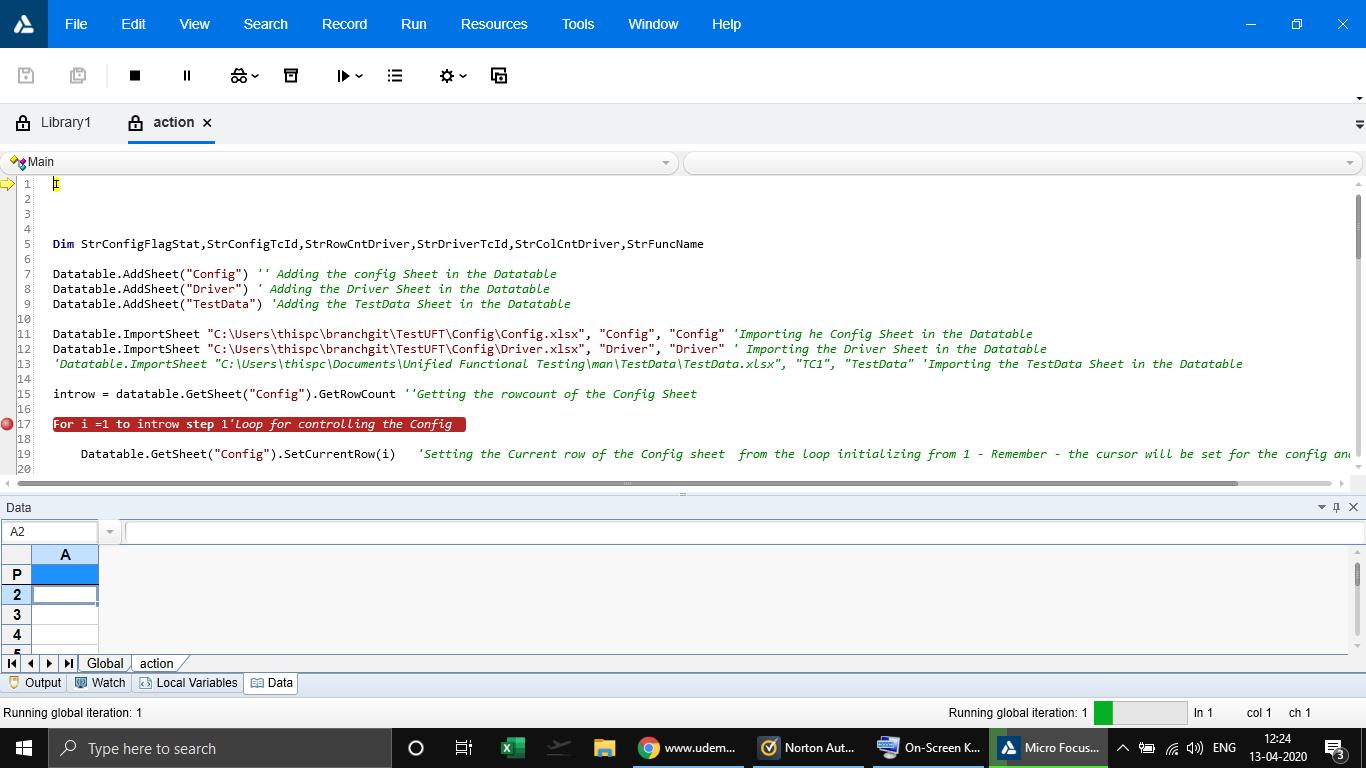 File Edit View Search Record Run Resources Tools Window Help
Library1 action
Main
1
2
3
4
5 Dim StrConfigFlagStat,StrConfigTcId,StrRowCntDriver,StrDriverTcId,StrColCntDriver,StrFuncName
6
7 Datatable.AddSheet("Config") '' Adding the config Sheet in the Datatable
8 Datatable.AddSheet("Driver") ' Adding the Driver Sheet in the Datatable
9 Datatable.AddSheet("TestData") 'Adding the TestData Sheet in the Datatable
10
11 Datatable.ImportSheet "C:\Users\thispc\branchgit\TestUFT\Config\Config.xlsx", "Config", "Config" 'Importing he Config Sheet in the Datatable
12 Datatable.ImportSheet "C:\Users\thispc\branchgit\TestUFT\Config\Driver.xlsx", "Driver", "Driver" ' Importing the Driver Sheet in the Datatable
13 'Datatable.ImportSheet "C:\Users\thispc\Documents\Unified Functional Testing\man\TestData\TestData.xlsx", "TC1", "TestData" 'Importing the TestData Sheet in the Datatable
14
15 introw = datatable.GetSheet("Config").GetRowCount ''Getting the rowcount of the Config Sheet
16
17 For i =1 to introw step 1'Loop for controlling the Config
18
19 Datatable.GetSheet("Config").SetCurrentRow(i) 'Setting the Current row of the Config sheet from the loop initializing from 1 - Remember - the cursor will be set for the config an
20
Data
A2
A
P
2
3
4
5
Global action
Output Watch Local Variables Data
Running global iteration: 1 Running global iteration: 1 ln 1 col 1 ch 1
Type here to search www.udem... Norton Aut... On-Screen K... Micro Focus... ENG 12:24
13-04-2020 3